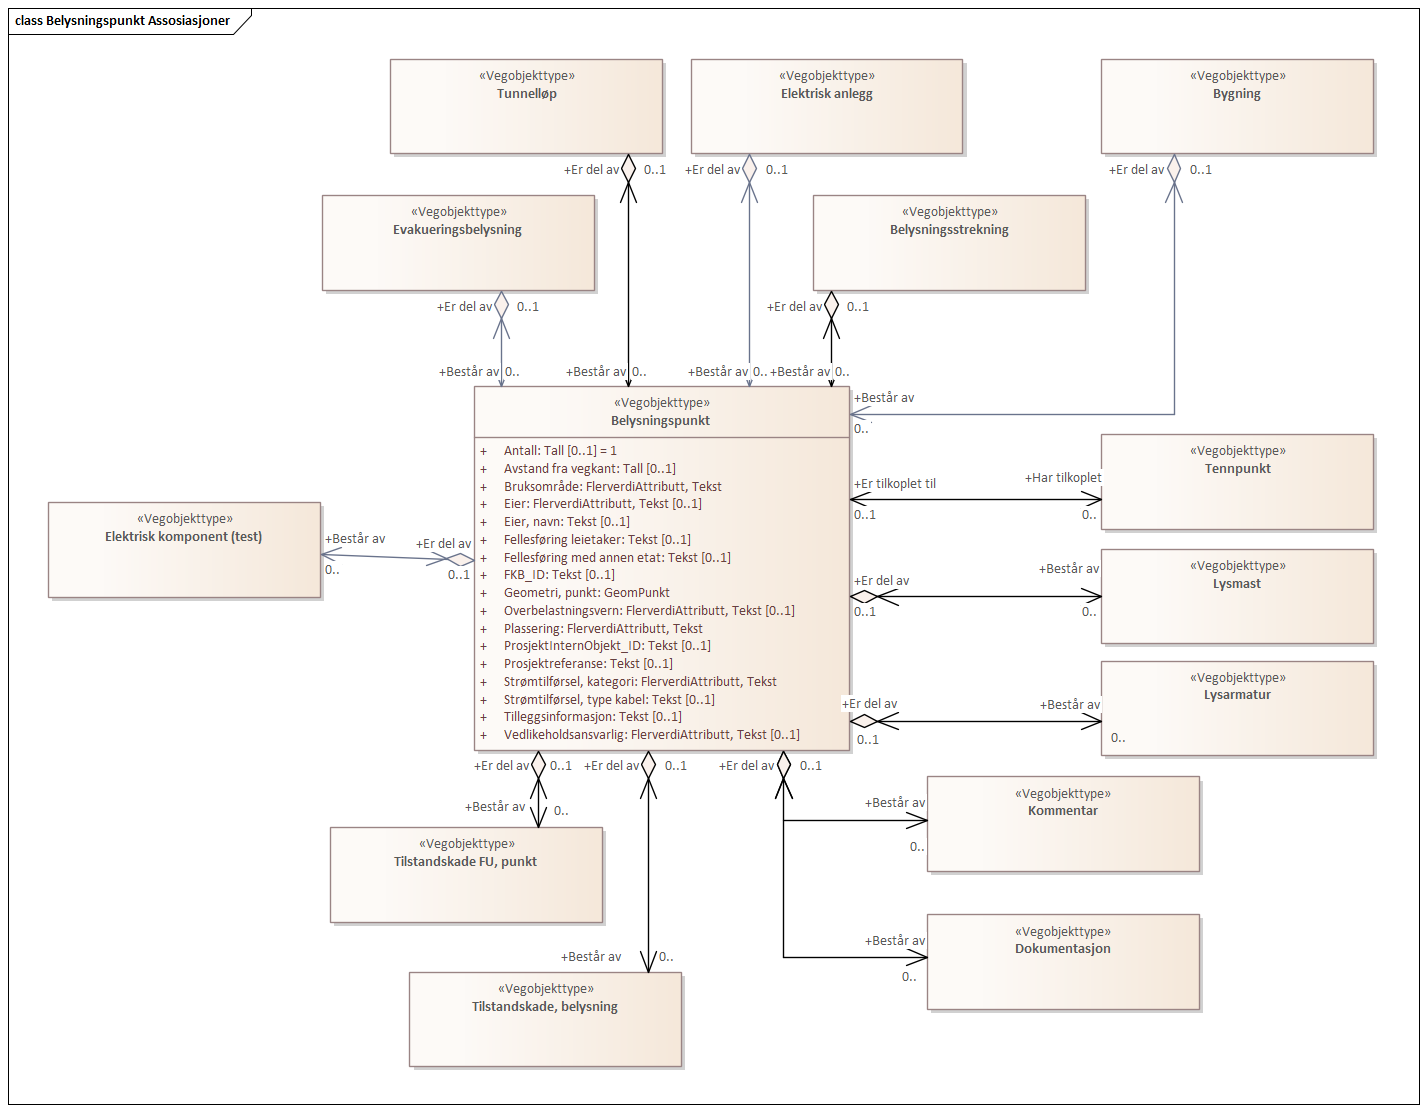 class Belysningspunkt Assosiasjoner
«Vegobjekttype»
Tunnelløp
«Vegobjekttype»
Elektrisk anlegg
«Vegobjekttype»
Bygning
+Er del av
0..1
+Er del av
0..1
+Er del av
0..1
«Vegobjekttype»
Evakueringsbelysning
«Vegobjekttype»
Belysningsstrekning
+Er del av
0..1
+Er del av
0..1
+Består av
0..
+Består av
0..
+Består av
0..
+Består av
0..
«Vegobjekttype»
Belysningspunkt
+Består av
0..
+ Antall: Tall [0..1] = 1
+ Avstand fra vegkant: Tall [0..1]
+ Bruksområde: FlerverdiAttributt, Tekst
+ Eier: FlerverdiAttributt, Tekst [0..1]
+ Eier, navn: Tekst [0..1]
+ Fellesføring leietaker: Tekst [0..1]
+ Fellesføring med annen etat: Tekst [0..1]
+ FKB_ID: Tekst [0..1]
+ Geometri, punkt: GeomPunkt
+ Overbelastningsvern: FlerverdiAttributt, Tekst [0..1]
+ Plassering: FlerverdiAttributt, Tekst
+ ProsjektInternObjekt_ID: Tekst [0..1]
+ Prosjektreferanse: Tekst [0..1]
+ Strømtilførsel, kategori: FlerverdiAttributt, Tekst
+ Strømtilførsel, type kabel: Tekst [0..1]
+ Tilleggsinformasjon: Tekst [0..1]
+ Vedlikeholdsansvarlig: FlerverdiAttributt, Tekst [0..1]
«Vegobjekttype»
Tennpunkt
+Er tilkoplet til
0..1
+Har tilkoplet
0..
«Vegobjekttype»
Elektrisk komponent (test)
+Består av
0..
+Er del av
0..1
«Vegobjekttype»
Lysmast
+Er del av
0..1
+Består av
0..
«Vegobjekttype»
Lysarmatur
+Er del av
0..1
+Består av
0..
+Er del av
0..1
+Er del av
0..1
+Er del av
0..1
+Består av
0..
«Vegobjekttype»
Kommentar
+Består av
0..
«Vegobjekttype»
Tilstandskade FU, punkt
«Vegobjekttype»
Dokumentasjon
+Består av
0..
+Består av
0..
«Vegobjekttype»
Tilstandskade, belysning